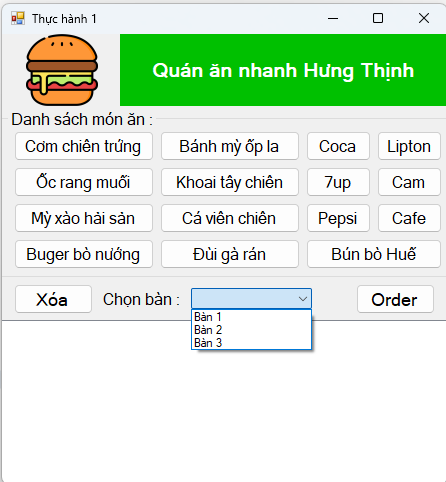 Thực hành 1
Quán ăn nhanh Hưng Thịnh
Danh sách món ăn :
Cơm chiên trứng Bánh mỳ ốp la Coca Lipton
Ốc rang muối Khoai tây chiên 7up Cam
Mỳ xào hải sản Cá viên chiên Pepsi Cafe
Buger bò nướng Đùi gà rán Bún bò Huế
Xóa Chọn bàn : Order
Bàn 1
Bàn 2
Bàn 3